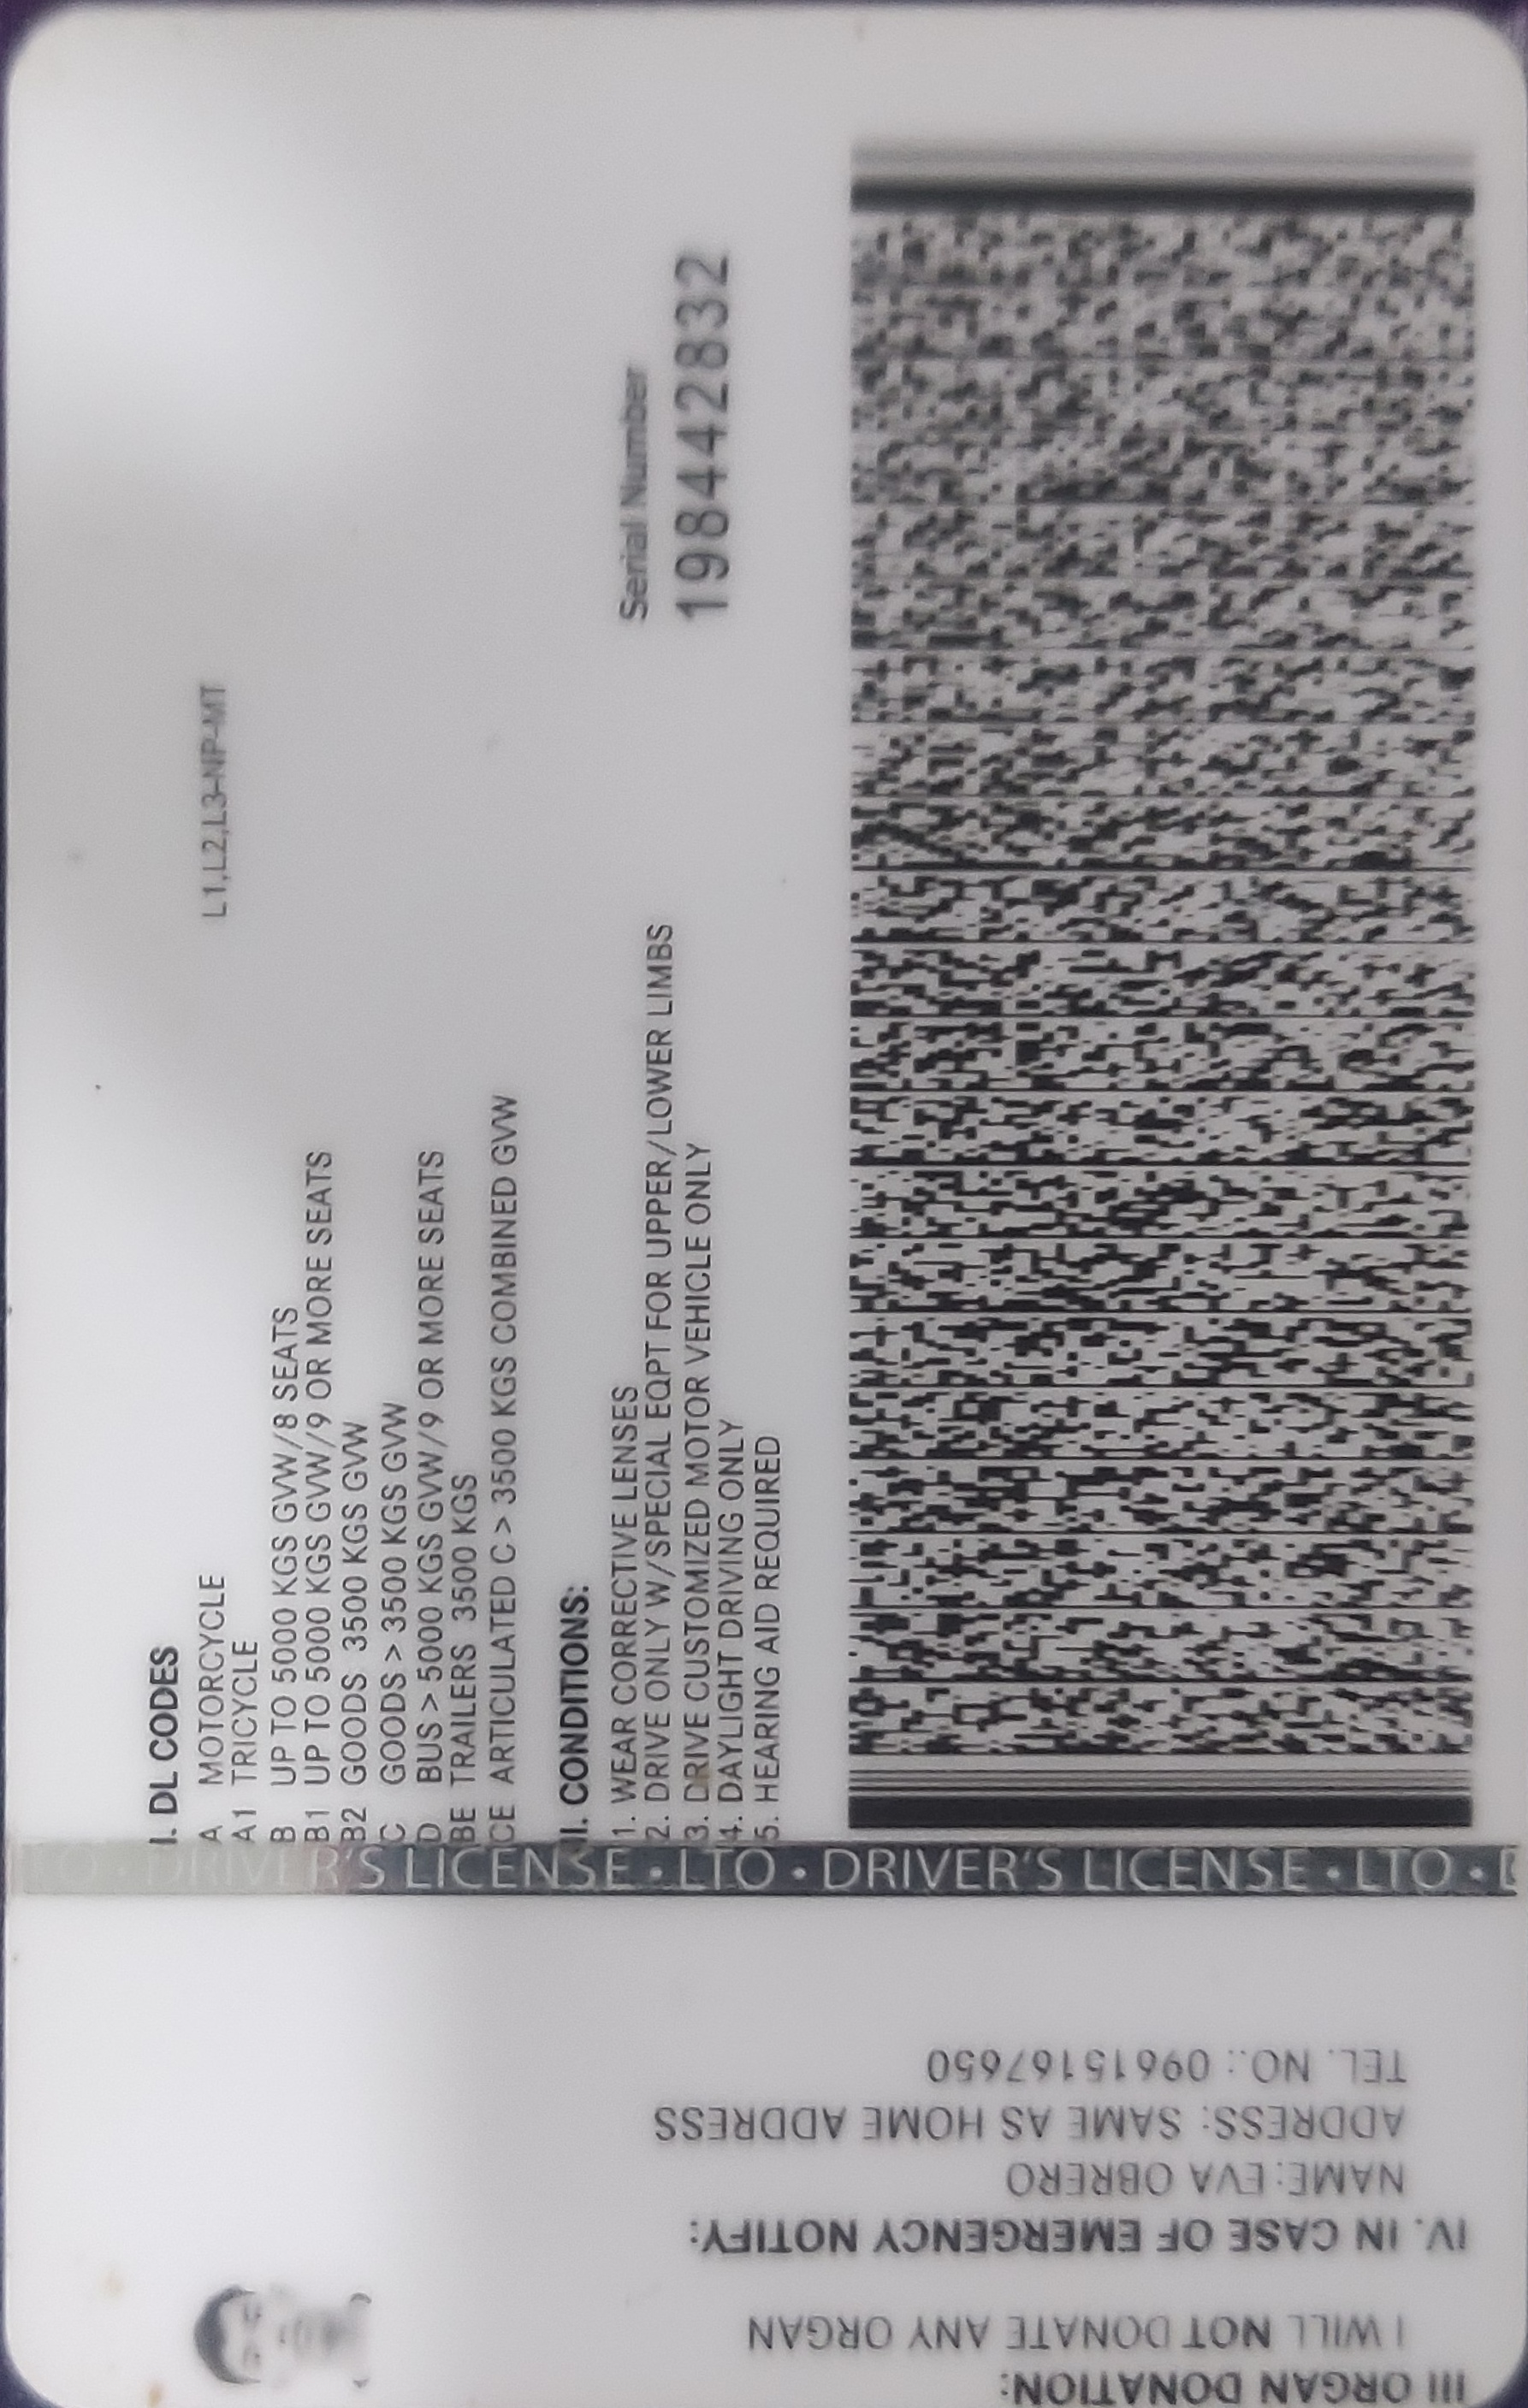 I. DL CODES
A MOTORCYCLE L1,L2,L3-NP-MT
A1 TRICYCLE
B UP TO 5000 KGS GVW/8 SEATS
B1 UP TO 5000 KGS GVW/9 OR MORE SEATS
B2 GOODS 3500 KGS GVW
C GOODS > 3500 KGS GVW
D BUS > 5000 KGS GVW/9 OR MORE SEATS
BE TRAILERS 3500 KGS
CE ARTICULATED C > 3500 KGS COMBINED GVW
II. CONDITIONS:
1. WEAR CORRECTIVE LENSES
2. DRIVE ONLY W/SPECIAL EQPT FOR UPPER/LOWER LIMBS
3. DRIVE CUSTOMIZED MOTOR VEHICLE ONLY
4. DAYLIGHT DRIVING ONLY
5. HEARING AID REQUIRED
Serial Number
198442832
III ORGAN DONATION:
I WILL NOT DONATE ANY ORGAN
IV. IN CASE OF EMERGENCY NOTIFY:
NAME: EVA OBRERO
ADDRESS: SAME AS HOME ADDRESS
TEL. NO.: 09615167650
LTO • DRIVER'S LICENSE • LTO • DRIVER'S LICENSE • LTO •